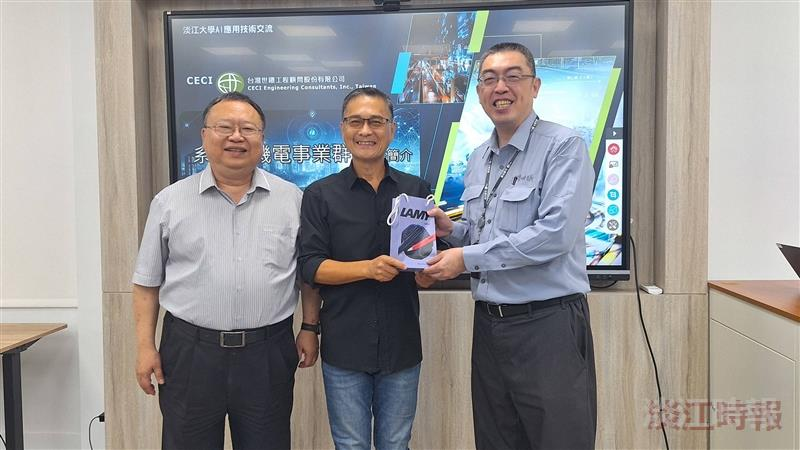 淡江大學AI應用技術交流
CECI
台灣世曦工程顧問股份有限公司
CECI Engineering Consultants, Inc., Taiwan
機電事業群
簡介
LAMY
淡江時報